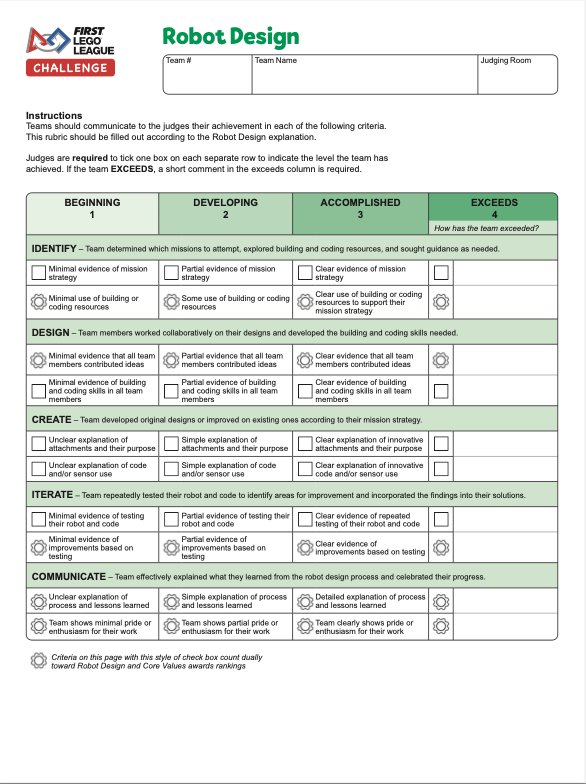 FIRST
LEGO
LEAGUE
CHALLENGE
Robot Design
Team #
Team Name
Judging Room
Instructions
Teams should communicate to the judges their achievement in each of the following criteria.
This rubric should be filled out according to the Robot Design explanation.
Judges are required to tick one box on each separate row to indicate the level the team has
achieved. If the team EXCEEDS, a short comment in the exceeds column is required.
BEGINNING
1
DEVELOPING
2
ACCOMPLISHED
3
EXCEEDS
4
How has the team exceeded?
IDENTIFY – Team determined which missions to attempt, explored building and coding resources, and sought guidance as needed.
Minimal evidence of mission
strategy
Partial evidence of mission
strategy
Clear evidence of mission
strategy
Minimal use of building or
coding resources
Some use of building or coding
resources
Clear use of building or coding
resources to support their
mission strategy
DESIGN – Team members worked collaboratively on their designs and developed the building and coding skills needed.
Minimal evidence that all team
members contributed ideas
Partial evidence that all team
members contributed ideas
Clear evidence that all team
members contributed ideas
Minimal evidence of building
and coding skills in all team
members
Partial evidence of building
and coding skills in all team
members
Clear evidence of building
and coding skills in all team
members
CREATE – Team developed original designs or improved on existing ones according to their mission strategy.
Unclear explanation of
attachments and their purpose
Simple explanation of
attachments and their purpose
Clear explanation of innovative
attachments and their purpose
Unclear explanation of code
and/or sensor use
Simple explanation of code
and/or sensor use
Clear explanation of innovative
code and/or sensor use
ITERATE – Team repeatedly tested their robot and code to identify areas for improvement and incorporated the findings into their solutions.
Minimal evidence of testing
their robot and code
Partial evidence of testing their
robot and code
Clear evidence of repeated
testing of their robot and code
Minimal evidence of
improvements based on
testing
Partial evidence of
improvements based on
testing
Clear evidence of
improvements based on testing
COMMUNICATE – Team effectively explained what they learned from the robot design process and celebrated their progress.
Unclear explanation of
process and lessons learned
Simple explanation of process
and lessons learned
Detailed explanation of process
and lessons learned
Team shows minimal pride or
enthusiasm for their work
Team shows partial pride or
enthusiasm for their work
Team clearly shows pride or
enthusiasm for their work
Criteria on this page with this style of check box count dually
toward Robot Design and Core Values awards rankings